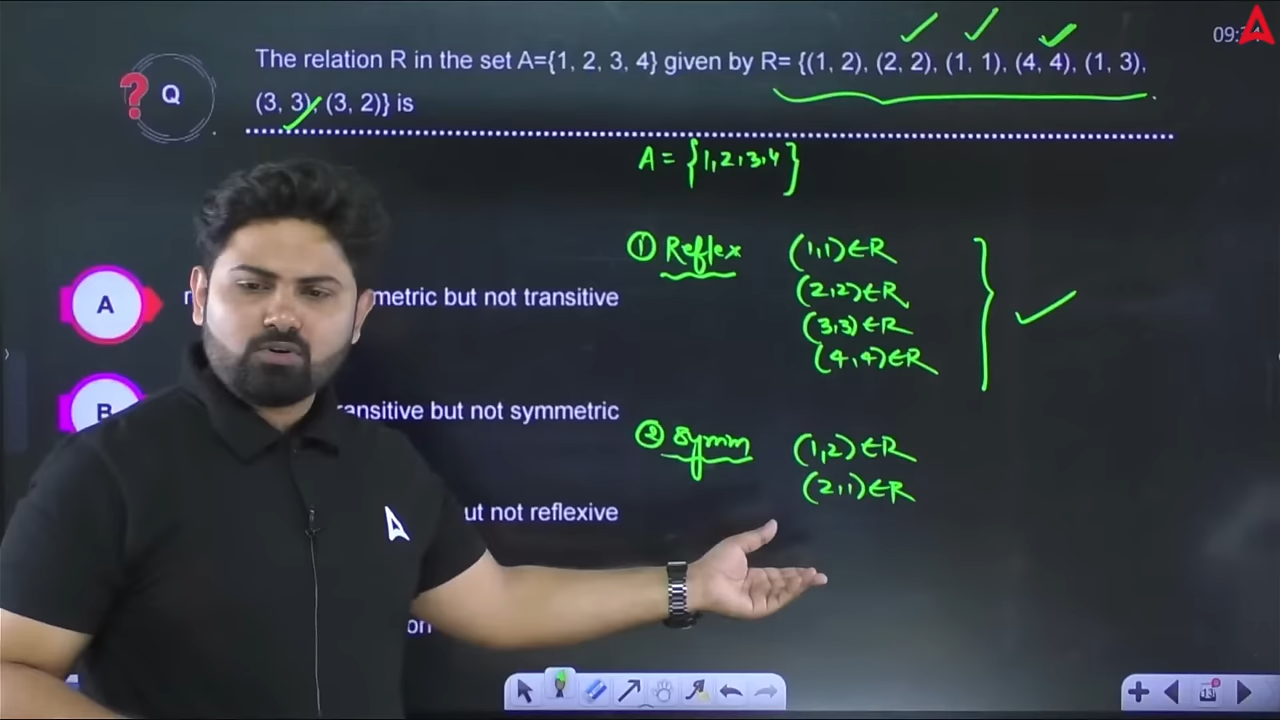 09:
The relation R in the set A={1, 2, 3, 4} given by R= {(1, 2), (2, 2), (1, 1), (4, 4), (1, 3),
Q
(3, 3), (3, 2)} is
A = {1,2,3,4}
① Reflex (1,1)∈R
(2,2)∈R
(3,3)∈R
(4,4)∈R
A metric but not transitive
B ransitive but not symmetric
② Symm (1,2)∈R
(2,1)∈R
ut not reflexive
on
13